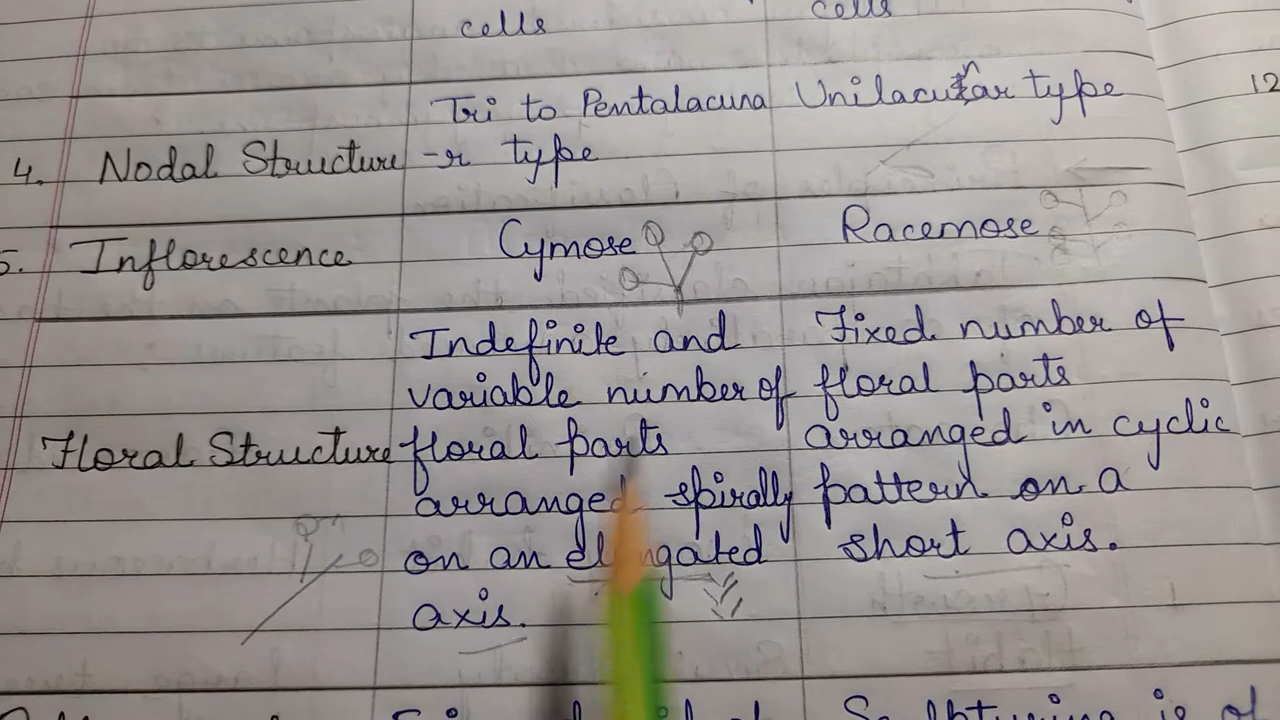 cells cells
Tri to Pentalacuna Unilacunar type 12
4. Nodal Structure -r type
5. Inflorescence Cymose Racemose
Indefinite and Fixed number of
variable number of floral parts
Floral Structure floral parts arranged in cyclic
arranged spirally pattern on a
on an elongated short axis.
axis.